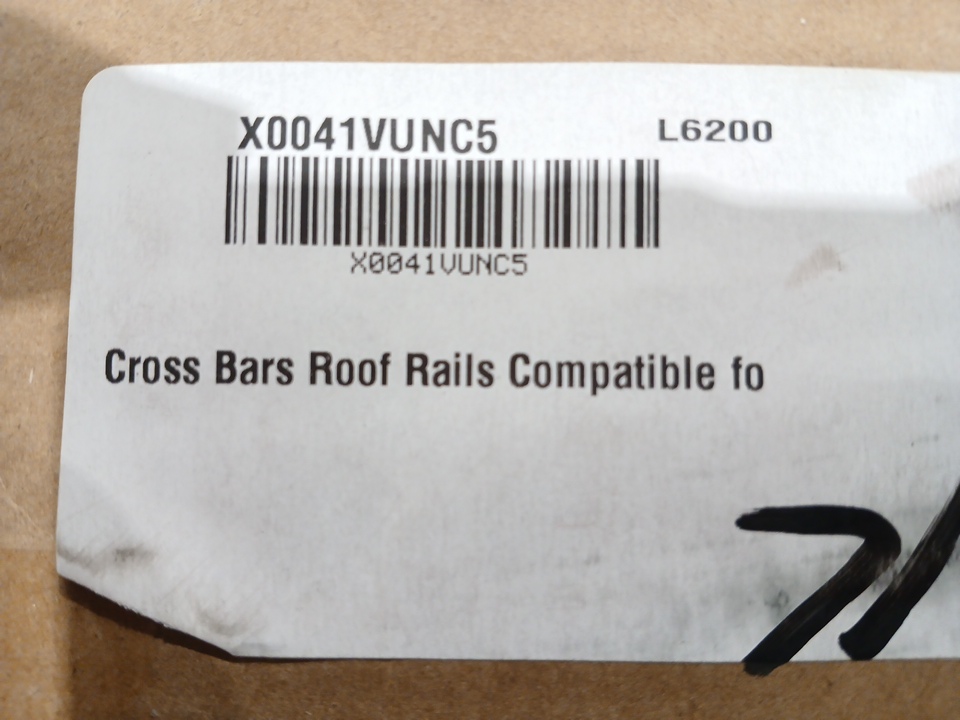 X0041VUNC5 L6200
X0041VUNC5
Cross Bars Roof Rails Compatible fo